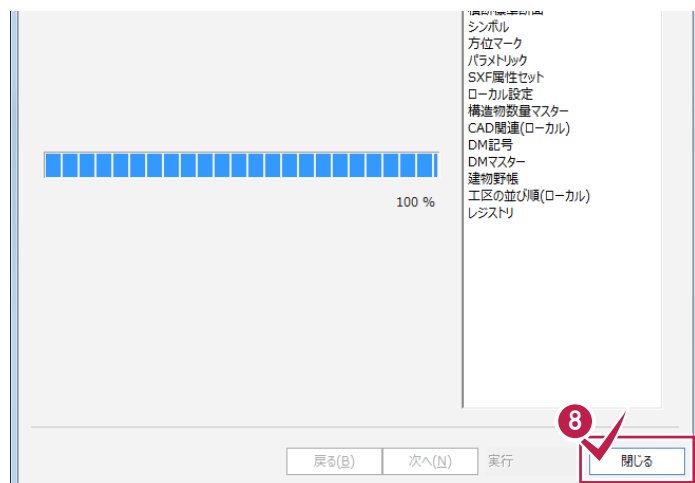 シンボル
方位マーク
パラメトリック
SXF属性セット
ローカル設定
構造物数量マスター
CAD関連(ローカル)
DM記号
DMマスター
建物野帳
工区の並び順(ローカル)
レジストリ
100 %
8
戻る(B)
次へ(N)
実行
閉じる